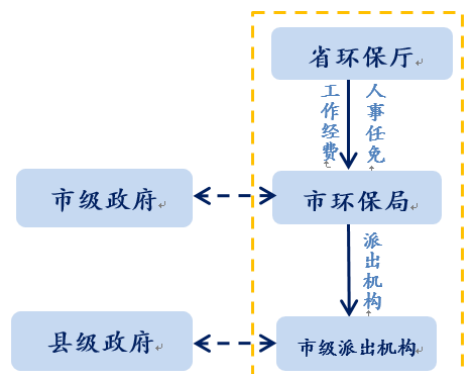 省环保厅
工作经费
人事任免
市级政府
市环保局
派出机构
县级政府
市级派出机构